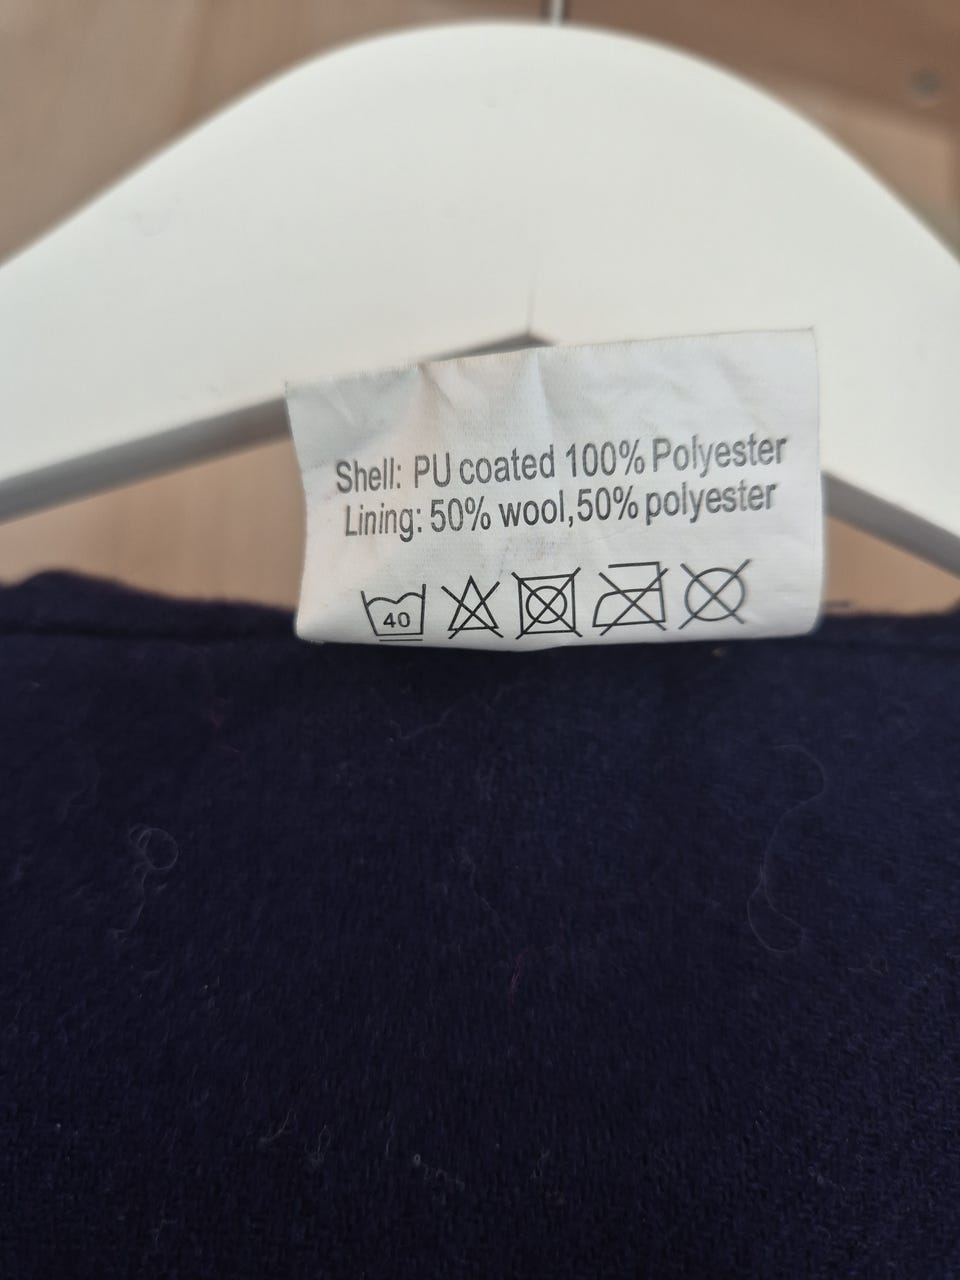 Shell: PU coated 100% Polyester
Lining: 50% wool,50% polyester
40